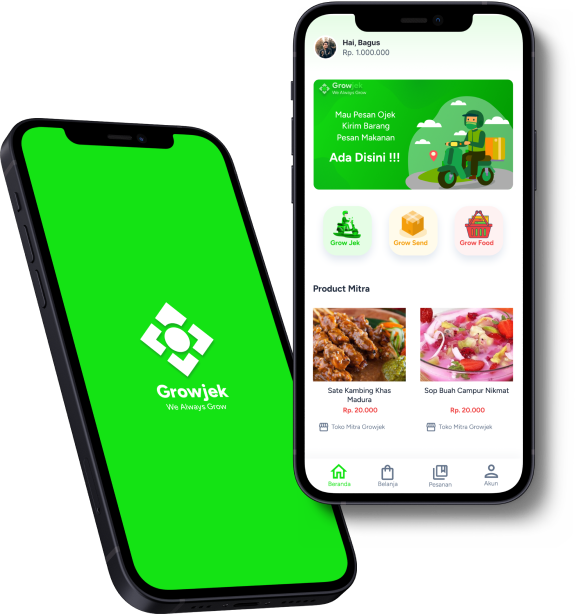 Hai, Bagus
Rp. 1.000.000
Growjek
We Always Grow
Mau Pesan Ojek
Kirim Barang
Pesan Makanan
Ada Disini !!!
Grow Jek
Grow Send
Grow Food
Product Mitra
Sate Kambing Khas
Madura
Rp. 20.000
Toko Mitra Growjek
Sop Buah Campur Nikmat
Rp. 20.000
Toko Mitra Growjek
Beranda
Belanja
Pesanan
Akun
Growjek
We Always Grow